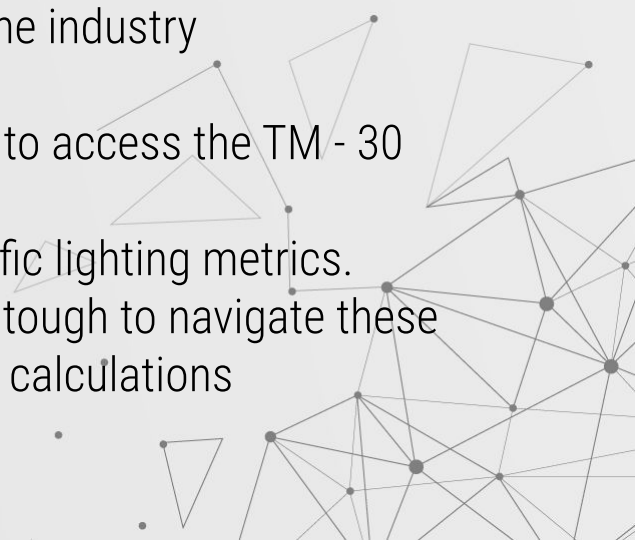 he industry
to access the TM - 30
fic lighting metrics.
tough to navigate these
calculations